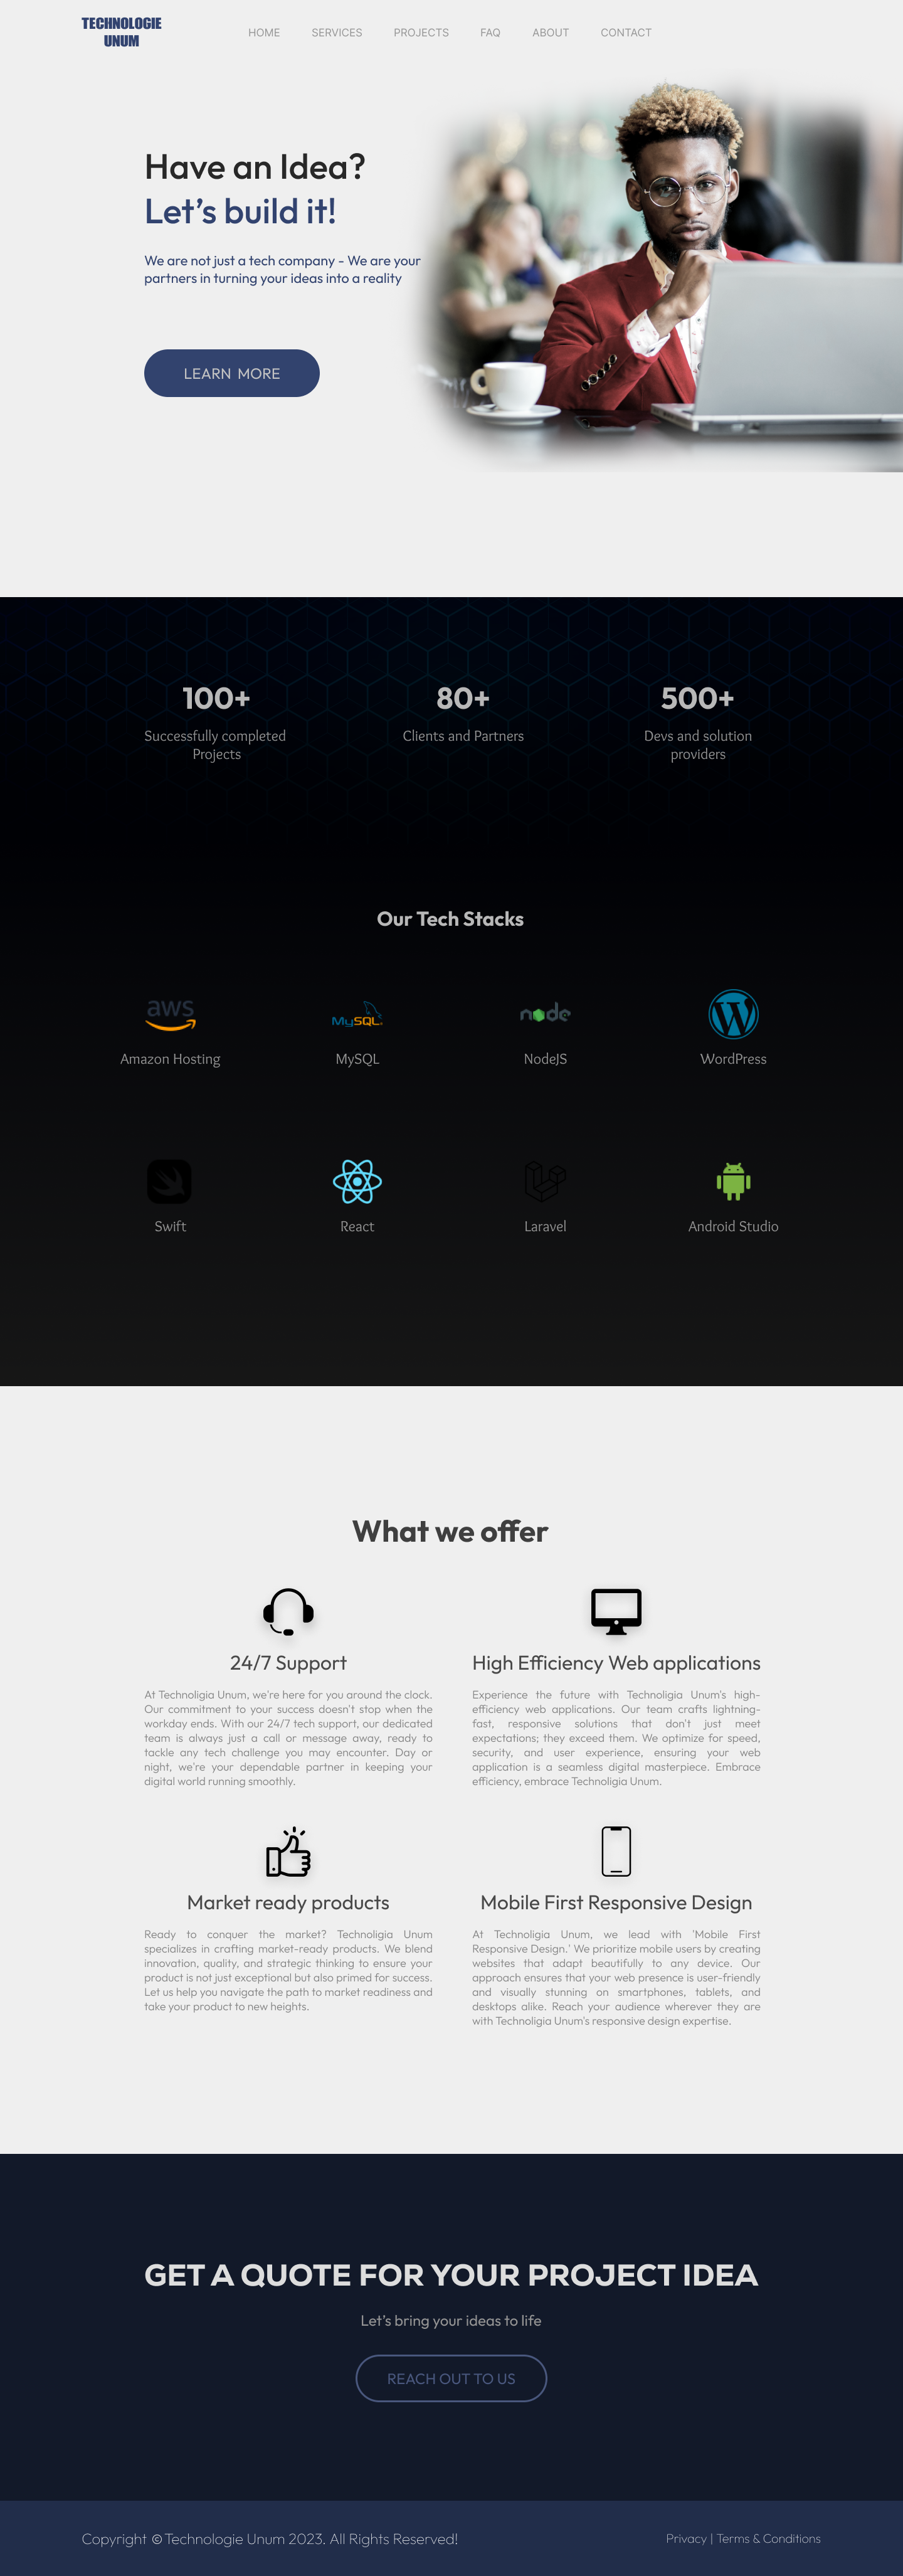 TECHNOLOGIE
UNUM
HOME SERVICES PROJECTS FAQ ABOUT CONTACT
Have an Idea?
Let's build it!
We are not just a tech company - We are your
partners in turning your ideas into a reality
LEARN MORE
100+
Successfully completed
Projects
80+
Clients and Partners
500+
Devs and solution
providers
Our Tech Stacks
aws
Amazon Hosting
MySQL
MySQL
node
NodeJS
WordPress
Swift
React
Laravel
Android Studio
What we offer
24/7 Support
At Technoligia Unum, we're here for you around the clock.
Our commitment to your success doesn't stop when the
workday ends. With our 24/7 tech support, our dedicated
team is always just a call or message away, ready to
tackle any tech challenge you may encounter. Day or
night, we're your dependable partner in keeping your
digital world running smoothly.
High Efficiency Web applications
Experience the future with Technoligia Unum's high-
efficiency web applications. Our team crafts lightning-
fast, responsive solutions that don't just meet
expectations; they exceed them. We optimize for speed,
security, and user experience, ensuring your web
application is a seamless digital masterpiece. Embrace
efficiency, embrace Technoligia Unum.
Market ready products
Ready to conquer the market? Technoligia Unum
specializes in crafting market-ready products. We blend
innovation, quality, and strategic thinking to ensure your
product is not just exceptional but also primed for success.
Let us help you navigate the path to market readiness and
take your product to new heights.
Mobile First Responsive Design
At Technoligia Unum, we lead with 'Mobile First
Responsive Design.' We prioritize mobile users by creating
websites that adapt beautifully to any device. Our
approach ensures that your web presence is user-friendly
and visually stunning on smartphones, tablets, and
desktops alike. Reach your audience wherever they are
with Technoligia Unum's responsive design expertise.
GET A QUOTE FOR YOUR PROJECT IDEA
Let's bring your ideas to life
REACH OUT TO US
Copyright © Technologie Unum 2023. All Rights Reserved!
Privacy | Terms & Conditions